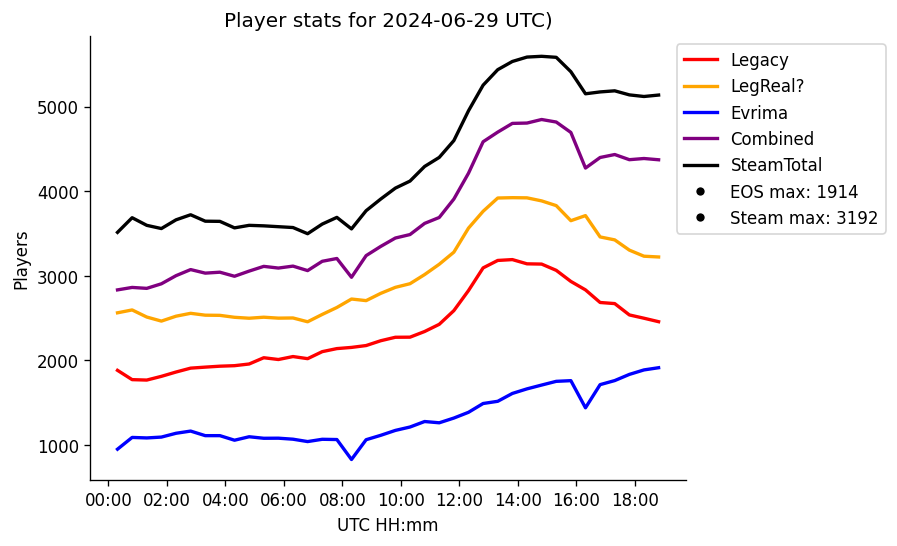 Player stats for 2024-06-29 UTC)
Legacy
LegReal?
Evrima
Combined
SteamTotal
EOS max: 1914
Steam max: 3192
Players
5000
4000
3000
2000
1000
00:00 02:00 04:00 06:00 08:00 10:00 12:00 14:00 16:00 18:00
UTC HH:mm